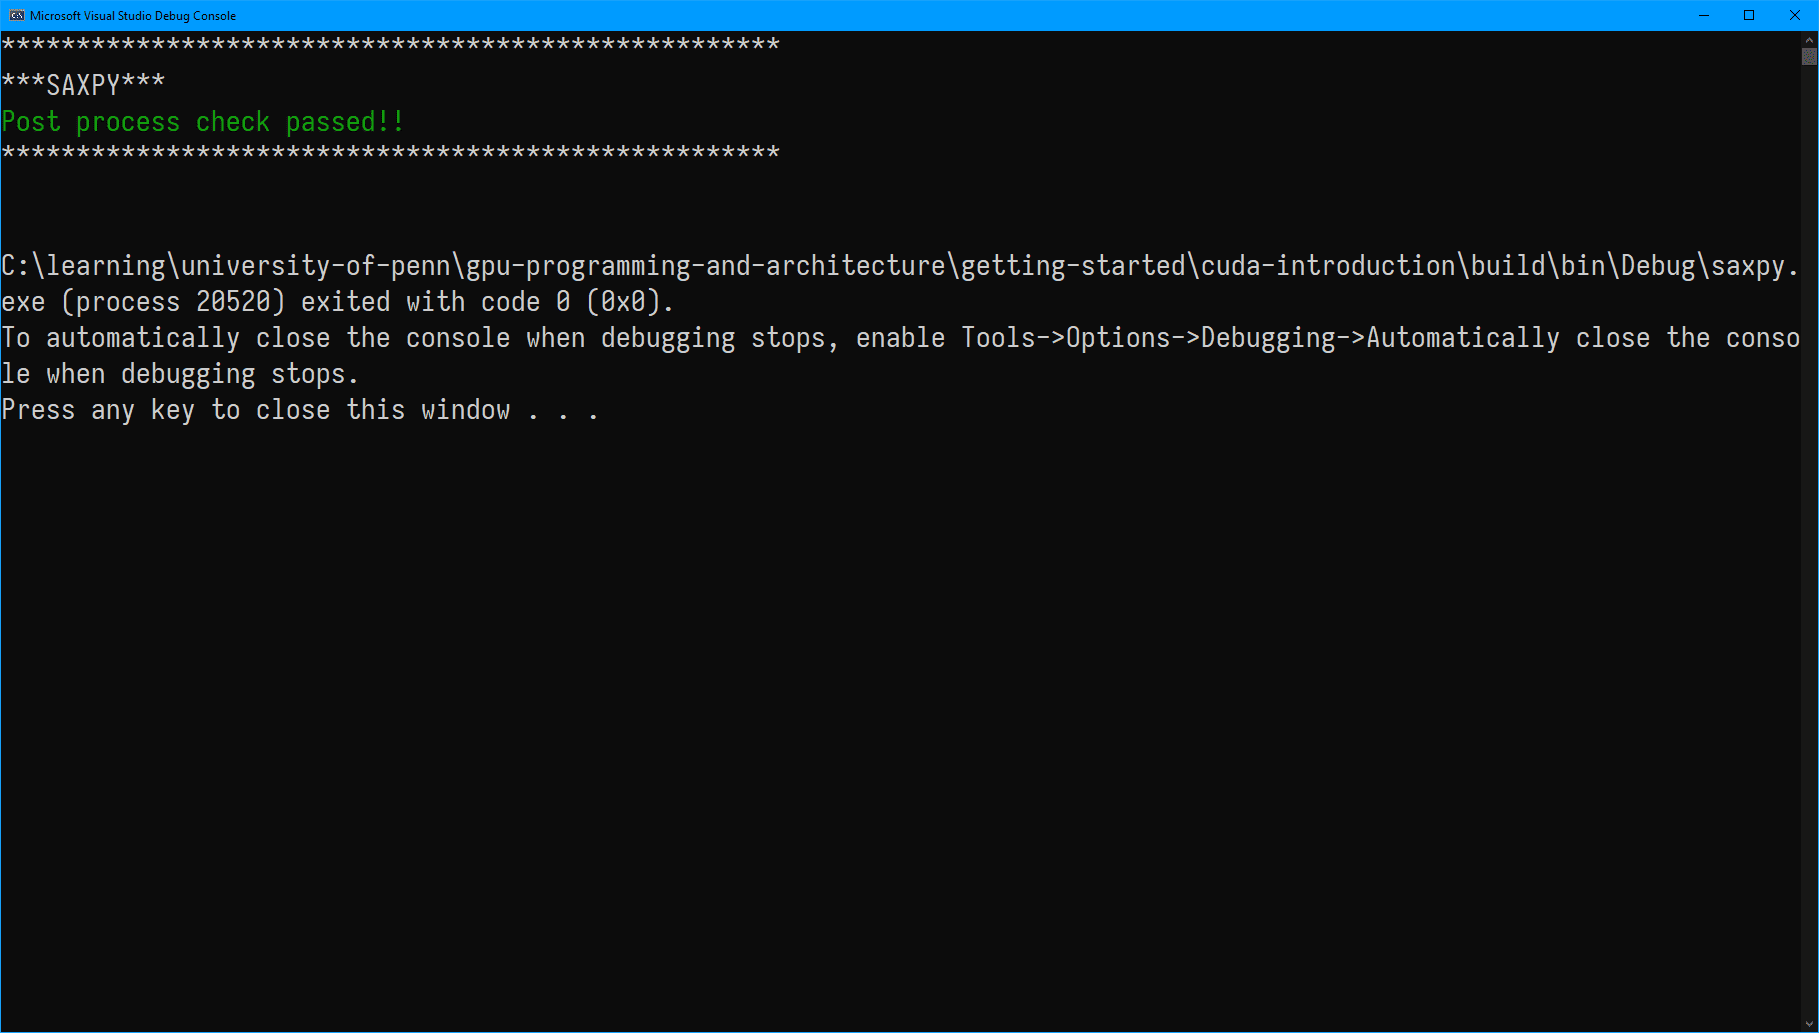 Microsoft Visual Studio Debug Console
****************************************************
***SAXPY***
Post process check passed!!
****************************************************
C:\learning\university-of-penn\gpu-programming-and-architecture\getting-started\cuda-introduction\build\bin\Debug\saxpy.
exe (process 20520) exited with code 0 (0x0).
To automatically close the console when debugging stops, enable Tools->Options->Debugging->Automatically close the conso
le when debugging stops.
Press any key to close this window . . .